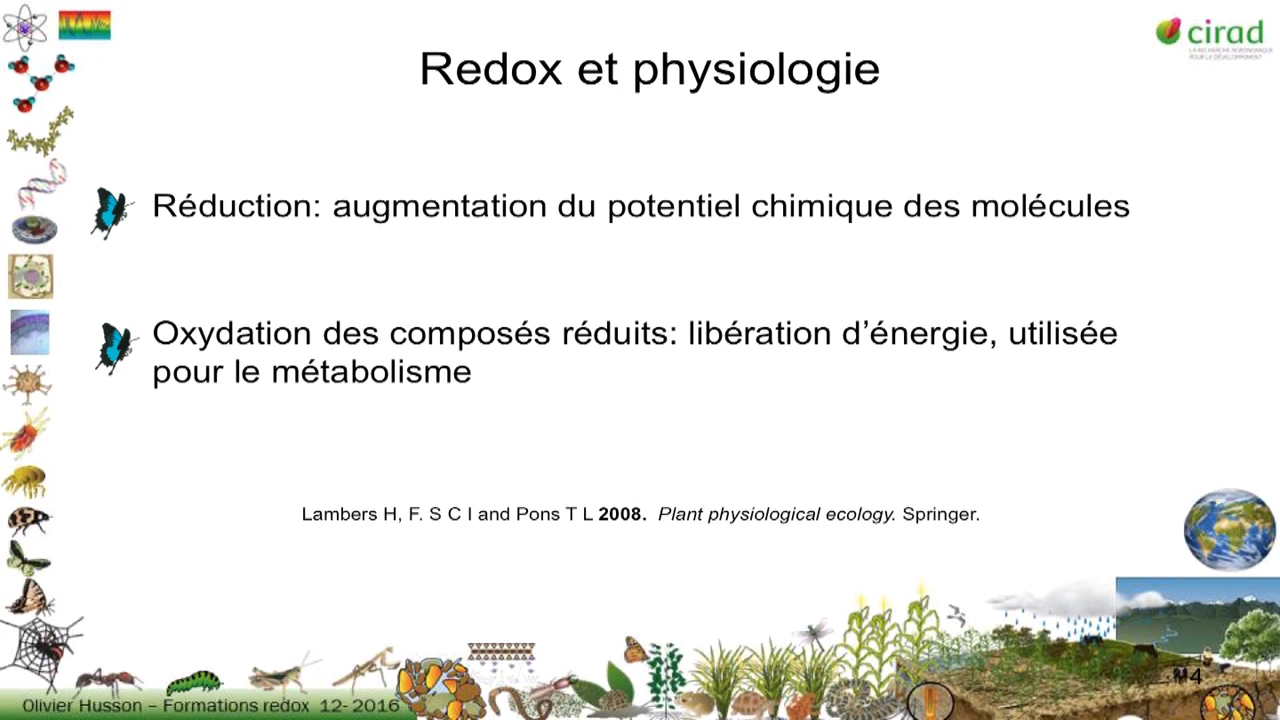 cirad
LA RECHERCHE AGRONOMIQUE
POUR LE DÉVELOPPEMENT
Redox et physiologie
Réduction: augmentation du potentiel chimique des molécules
Oxydation des composés réduits: libération d’énergie, utilisée
pour le métabolisme
Lambers H, F. S C I and Pons T L 2008. Plant physiological ecology. Springer.
Olivier Husson – Formations redox 12- 2016